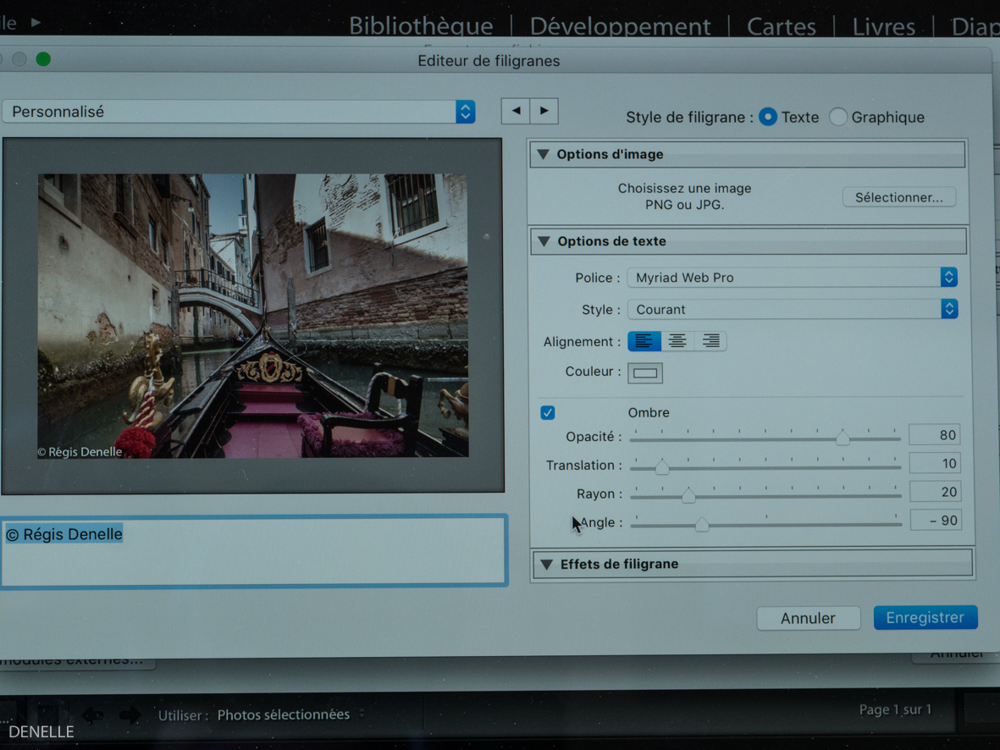 Bibliothèque | Développement | Cartes | Livres | Diap
Editeur de filigranes
Personnalisé
Style de filigrane : Texte Graphique
Options d'image
Choisissez une image
PNG ou JPG.
Sélectionner...
Options de texte
Police : Myriad Web Pro
Style : Courant
Alignement :
Couleur :
Ombre
Opacité : 80
Translation : 10
Rayon : 20
Angle : – 90
Effets de filigrane
© Régis Denelle
© Régis Denelle
Annuler
Enregistrer
modules externes...
Annuler
Utiliser : Photos sélectionnées
Page 1 sur 1
DENELLE